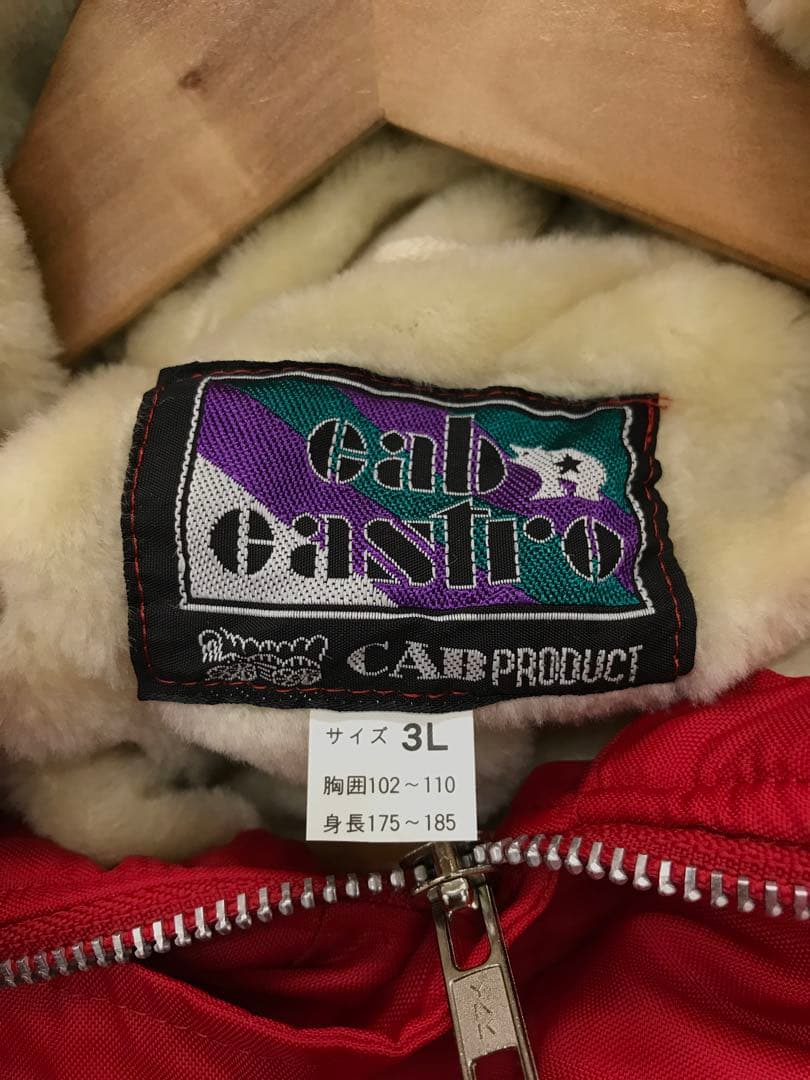 cab
castro
CAB PRODUCT
サイズ 3L
胸囲102～110
身長175～185